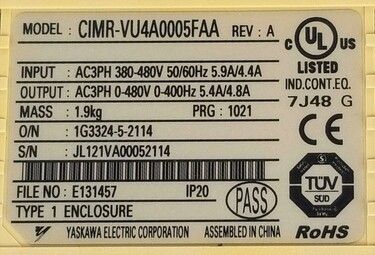 MODEL : CIMR-VU4A0005FAA REV : A
INPUT : AC3PH 380-480V 50/60Hz 5.9A/4.4A
OUTPUT : AC3PH 0-480V 0-400Hz 5.4A/4.8A
MASS : 1.9kg PRG : 1021
O/N : 1G3324-5-2114
S/N : JL121VA00052114
FILE NO : E131457 IP20
TYPE 1 ENCLOSURE
PASS
YASKAWA ELECTRIC CORPORATION ASSEMBLED IN CHINA
C UL US
LISTED
IND.CONT.EQ.
7J48 G
CE
TÜV
SUD
RoHS